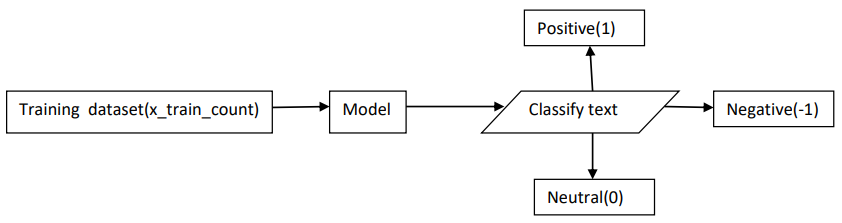 Positive(1)
Training dataset(x_train_count)
Model
Classify text
Negative(-1)
Neutral(0)